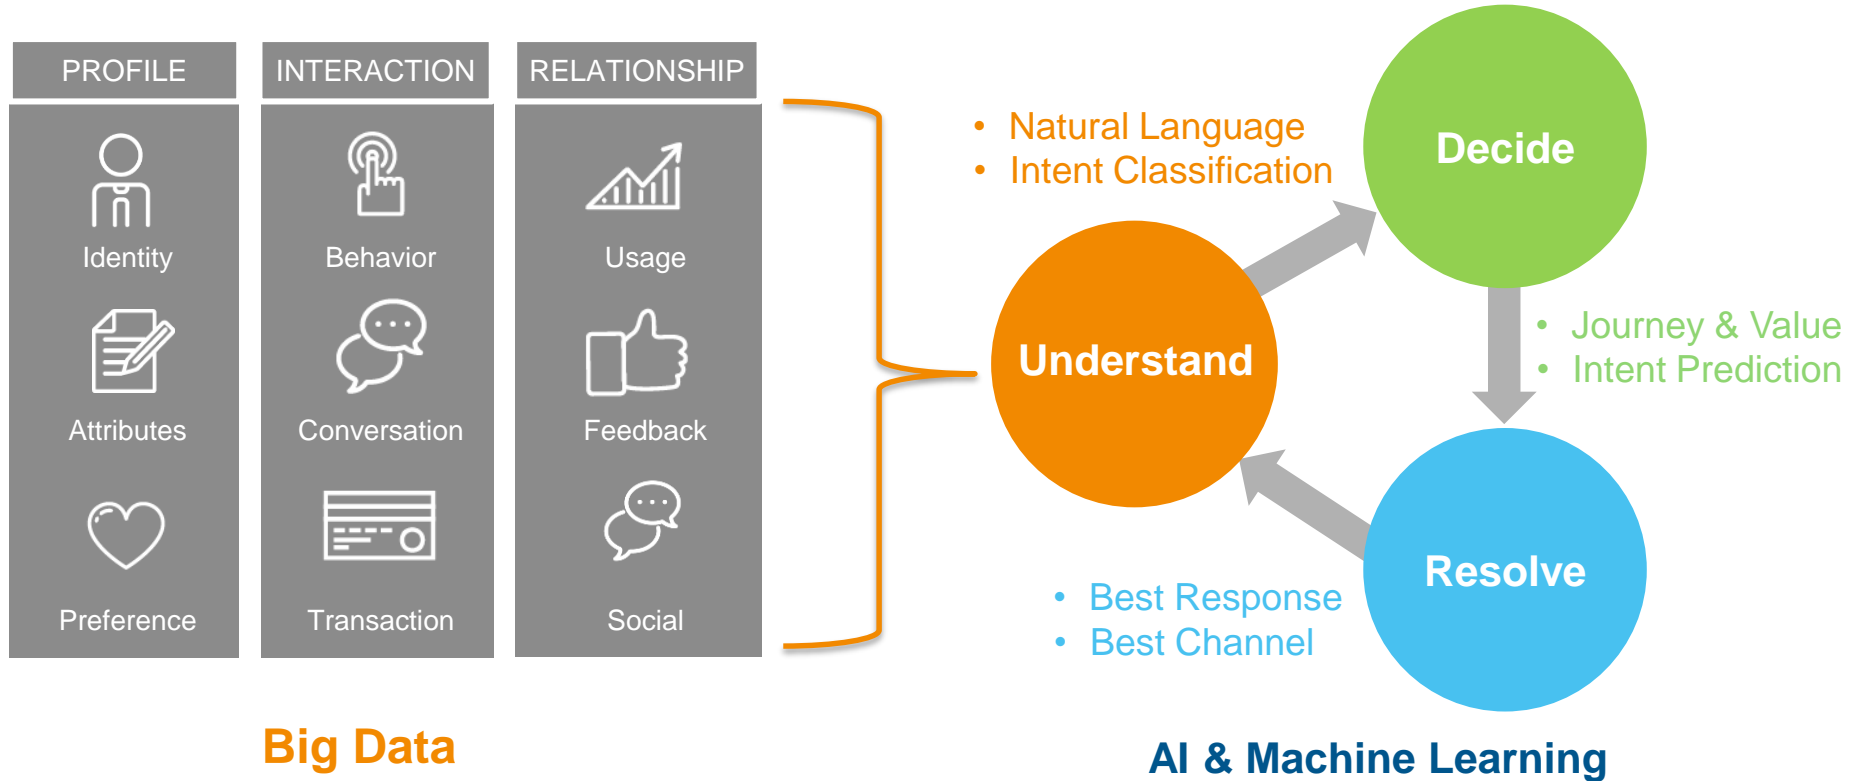 PROFILE
Identity
Attributes
Preference
INTERACTION
Behavior
Conversation
Transaction
RELATIONSHIP
Usage
Feedback
Social
Big Data
• Natural Language
• Intent Classification
Understand
Decide
• Journey & Value
• Intent Prediction
Resolve
• Best Response
• Best Channel
AI & Machine Learning